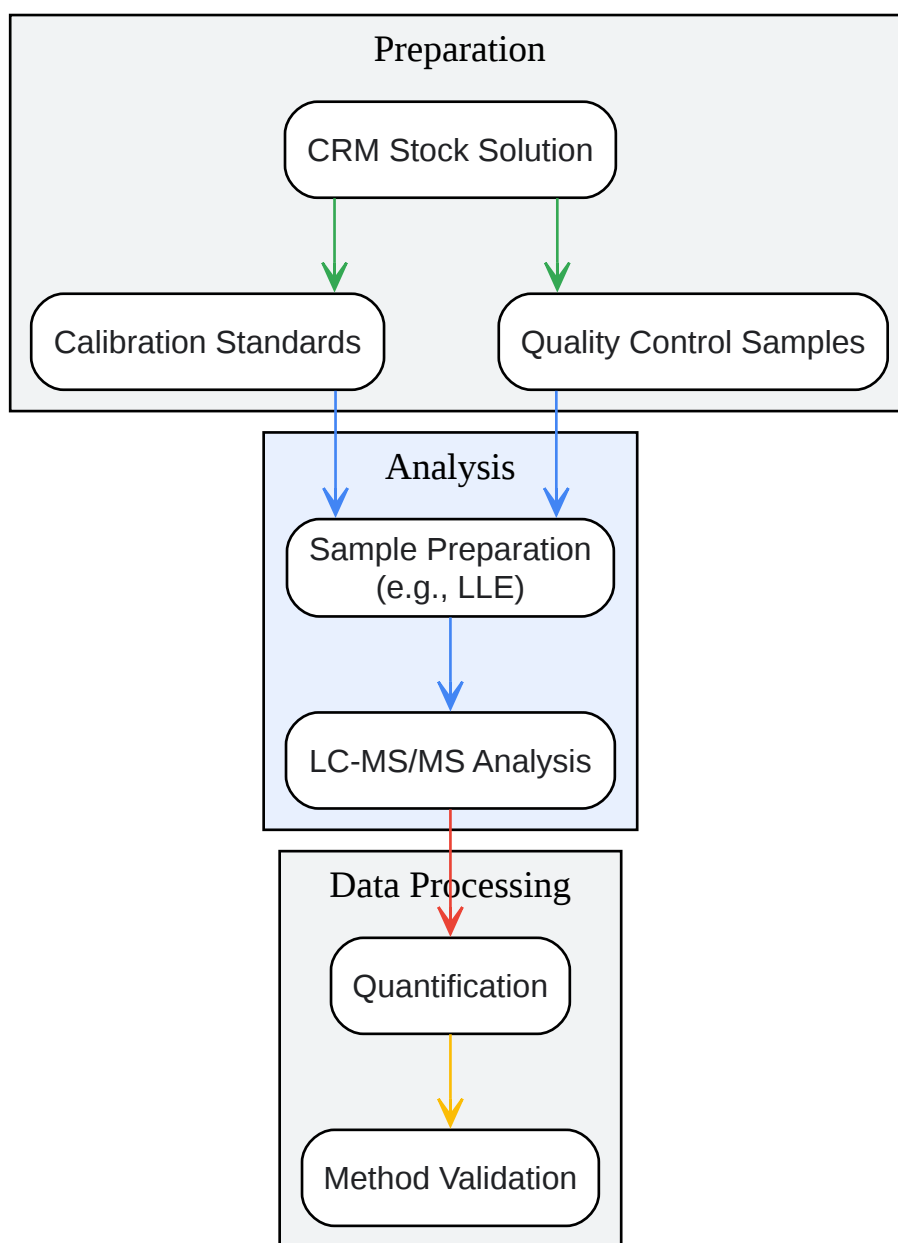 Preparation
CRM Stock Solution
Calibration Standards
Quality Control Samples
Analysis
Sample Preparation
(e.g., LLE)
LC-MS/MS Analysis
Data Processing
Quantification
Method Validation